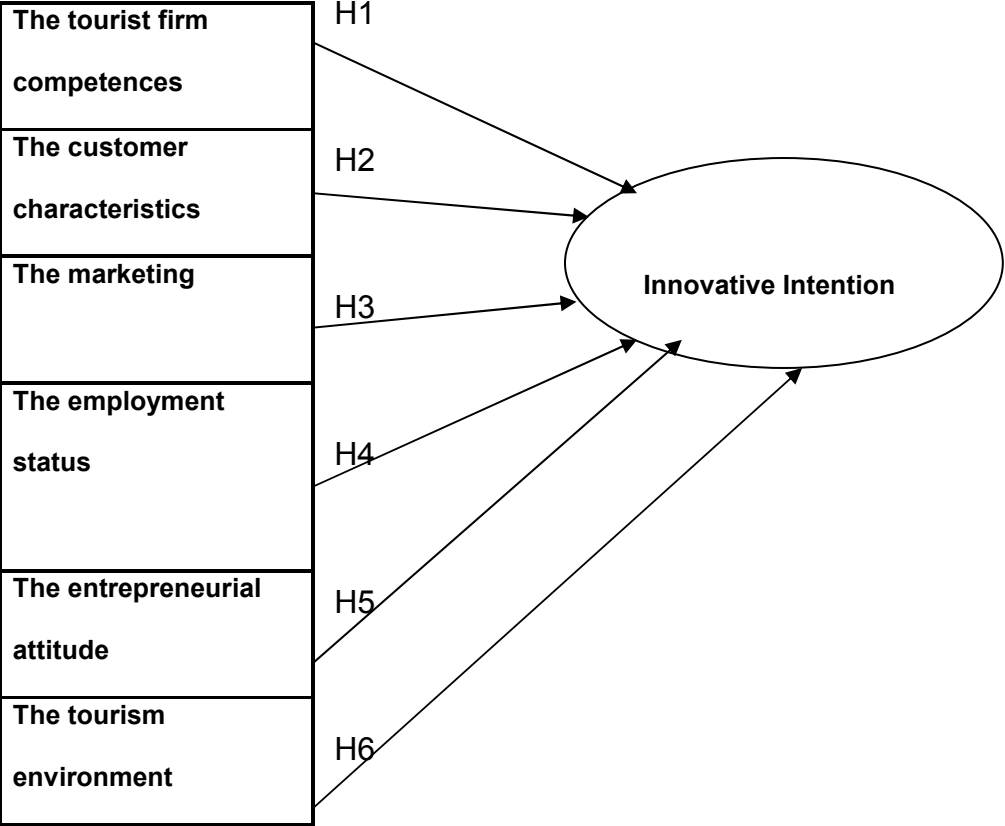 The tourist firm
competences
H1
The customer
characteristics
H2
The marketing
H3
The employment
status
H4
The entrepreneurial
attitude
H5
The tourism
environment
H6
Innovative Intention